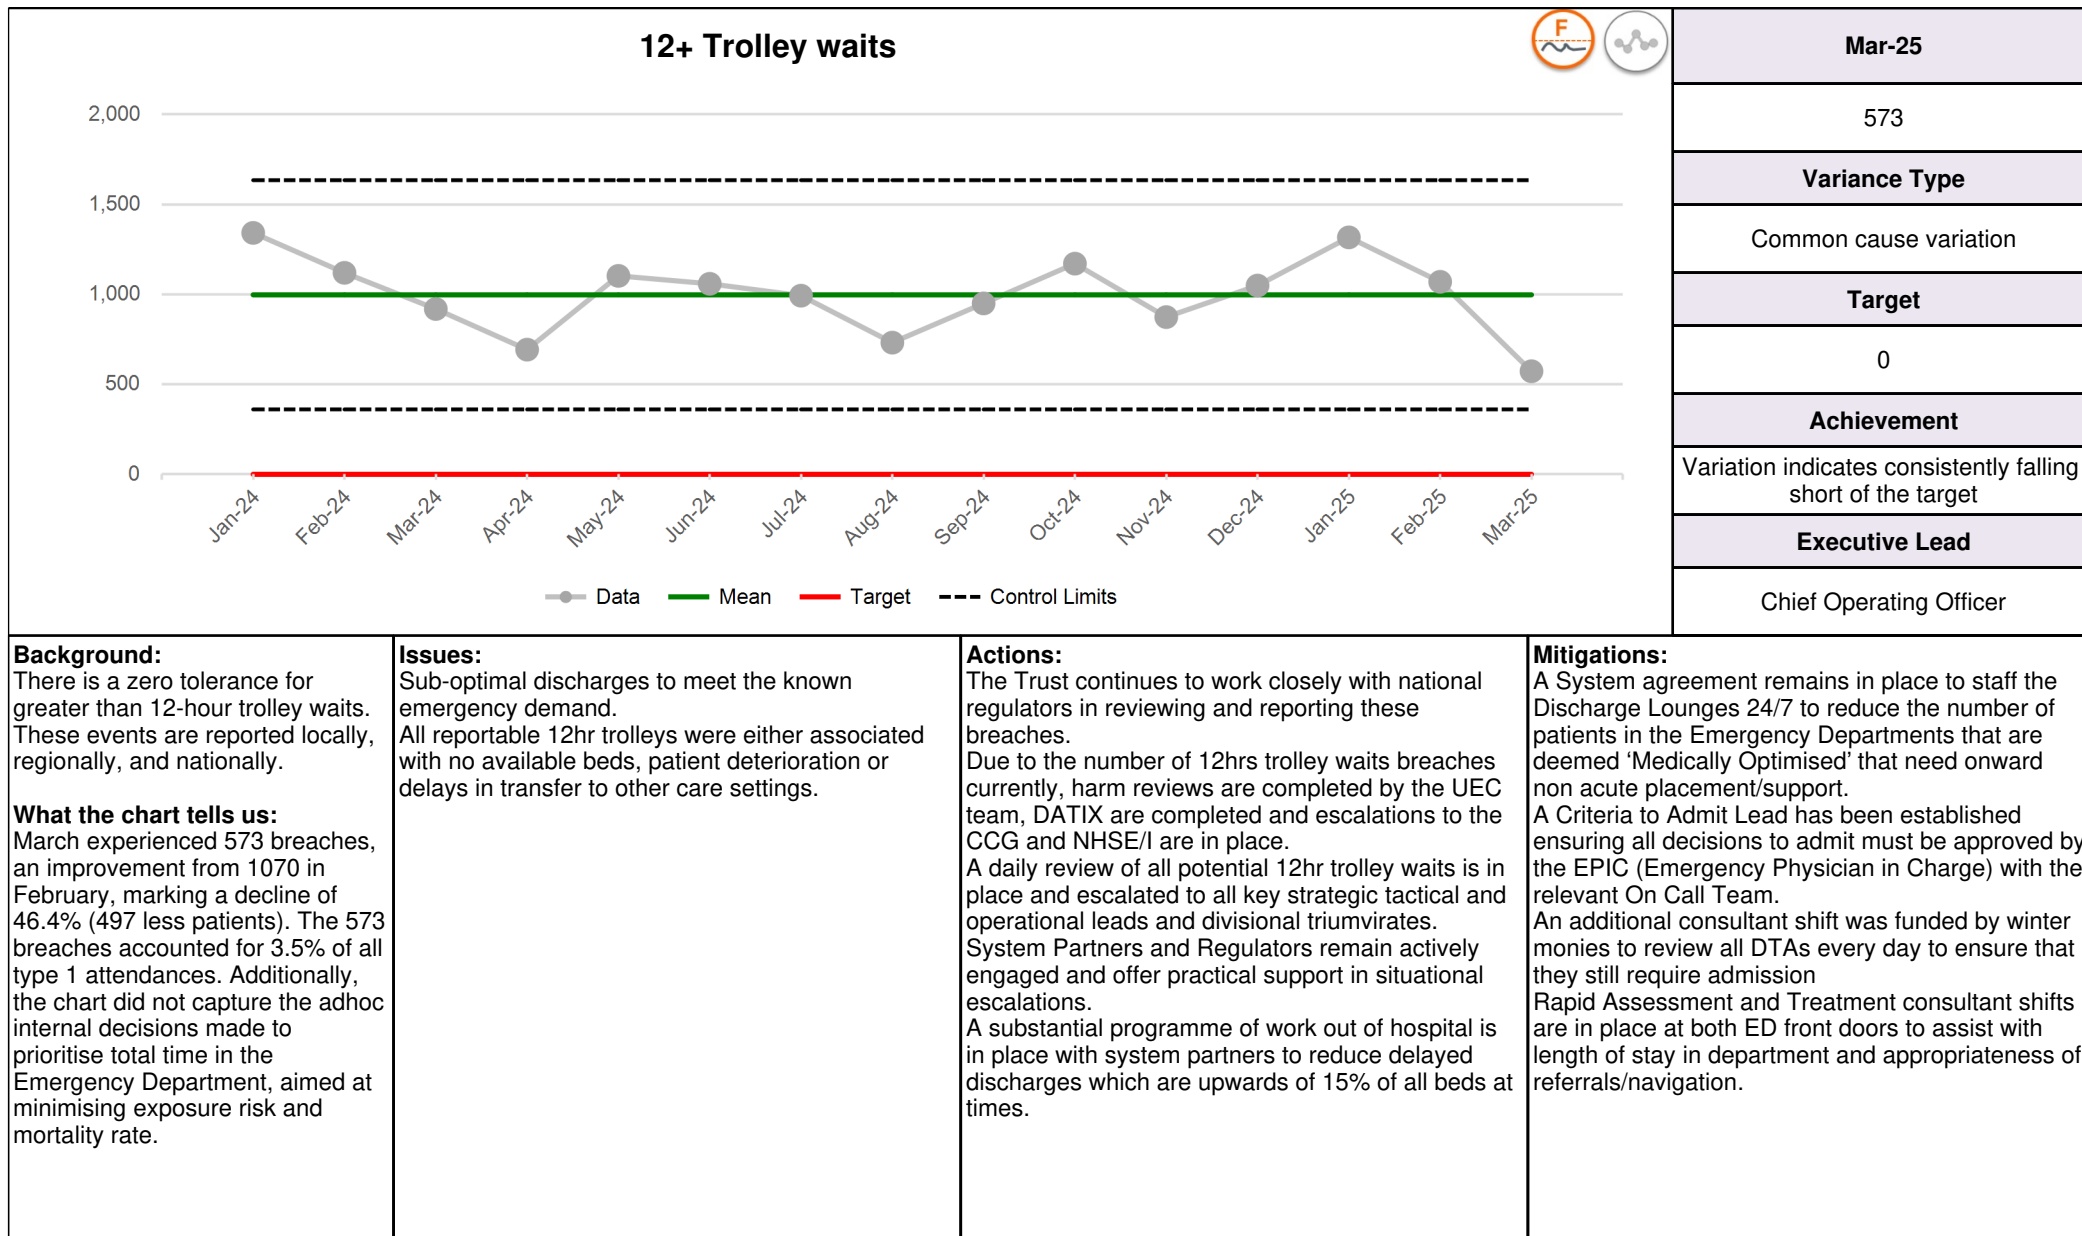 12+ Trolley waits
F
2,000
1,500
1,000
500
0
Jan-24
Feb-24
Mar-24
Apr-24
May-24
Jun-24
Jul-24
Aug-24
Sep-24
Oct-24
Nov-24
Dec-24
Jan-25
Feb-25
Mar-25
Data
Mean
Target
Control Limits
Mar-25
573
Variance Type
Common cause variation
Target
0
Achievement
Variation indicates consistently falling
short of the target
Executive Lead
Chief Operating Officer
Background:
There is a zero tolerance for
greater than 12-hour trolley waits.
These events are reported locally,
regionally, and nationally.
What the chart tells us:
March experienced 573 breaches,
an improvement from 1070 in
February, marking a decline of
46.4% (497 less patients). The 573
breaches accounted for 3.5% of all
type 1 attendances. Additionally,
the chart did not capture the adhoc
internal decisions made to
prioritise total time in the
Emergency Department, aimed at
minimising exposure risk and
mortality rate.
Issues:
Sub-optimal discharges to meet the known
emergency demand.
All reportable 12hr trolleys were either associated
with no available beds, patient deterioration or
delays in transfer to other care settings.
Actions:
The Trust continues to work closely with national
regulators in reviewing and reporting these
breaches.
Due to the number of 12hrs trolley waits breaches
currently, harm reviews are completed by the UEC
team, DATIX are completed and escalations to the
CCG and NHSE/I are in place.
A daily review of all potential 12hr trolley waits is in
place and escalated to all key strategic tactical and
operational leads and divisional triumvirates.
System Partners and Regulators remain actively
engaged and offer practical support in situational
escalations.
A substantial programme of work out of hospital is
in place with system partners to reduce delayed
discharges which are upwards of 15% of all beds at
times.
Mitigations:
A System agreement remains in place to staff the
Discharge Lounges 24/7 to reduce the number of
patients in the Emergency Departments that are
deemed ‘Medically Optimised’ that need onward
non acute placement/support.
A Criteria to Admit Lead has been established
ensuring all decisions to admit must be approved by
the EPIC (Emergency Physician in Charge) with the
relevant On Call Team.
An additional consultant shift was funded by winter
monies to review all DTAs every day to ensure that
they still require admission
Rapid Assessment and Treatment consultant shifts
are in place at both ED front doors to assist with
length of stay in department and appropriateness of
referrals/navigation.